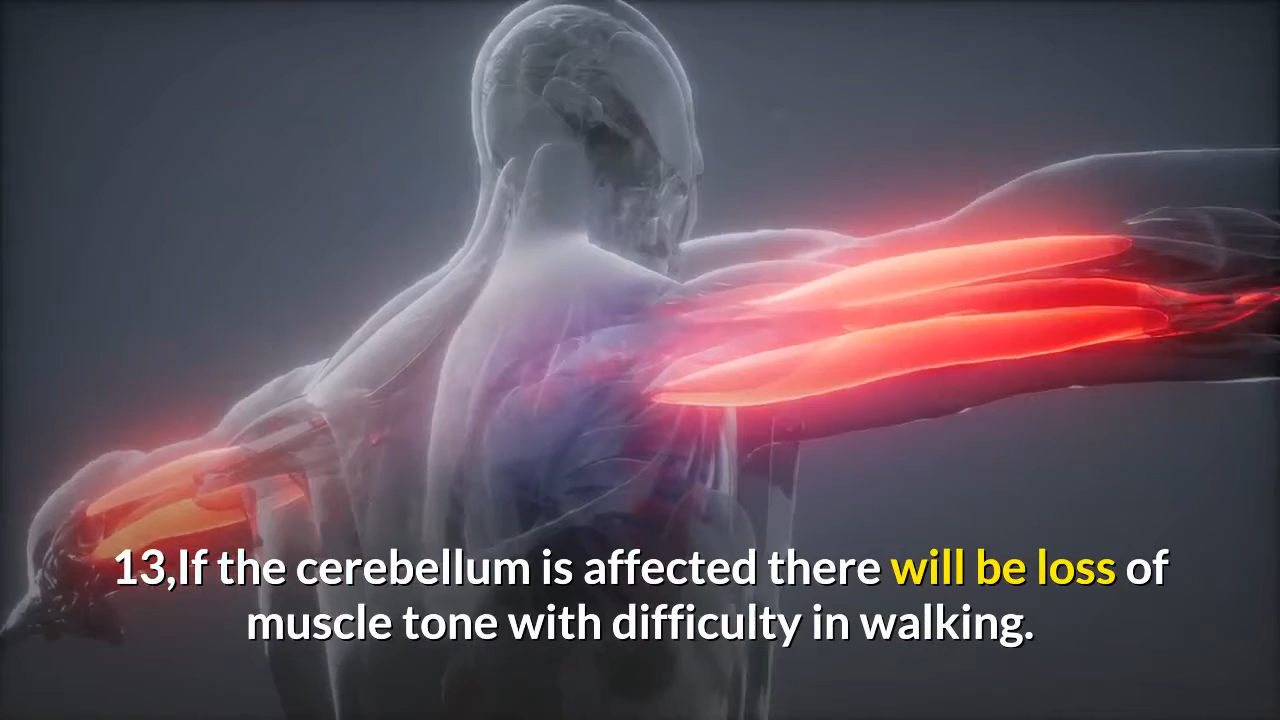 13,If the cerebellum is affected there will be loss of
muscle tone with difficulty in walking.